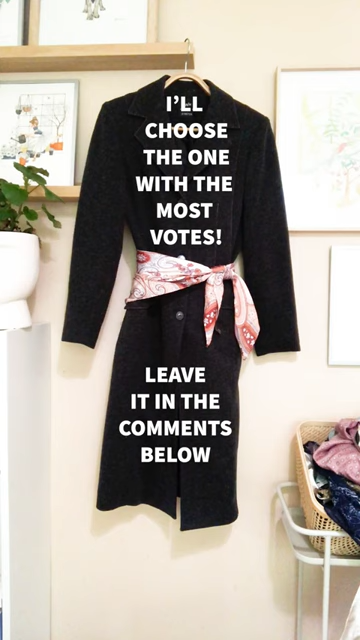 I'LL
CHOOSE
THE ONE
WITH THE
MOST
VOTES!
LEAVE
IT IN THE
COMMENTS
BELOW